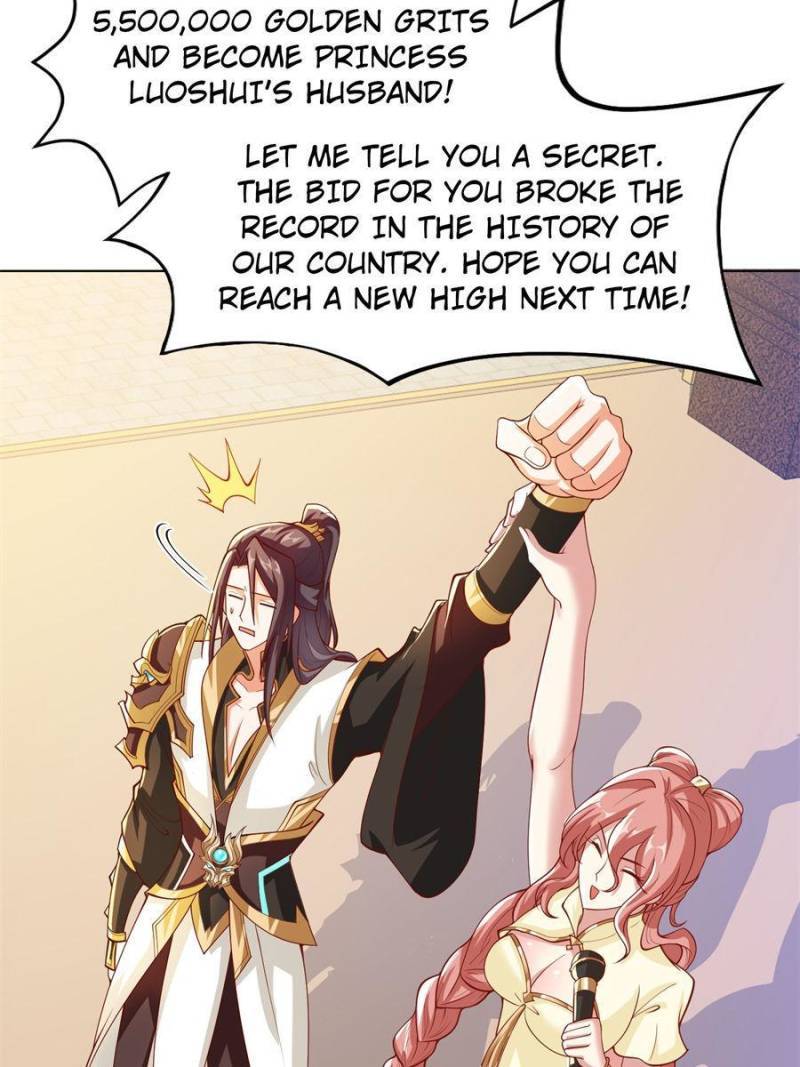 5,500,000 GOLDEN GRITS
AND BECOME PRINCESS
LUOSHUI'S HUSBAND!
LET ME TELL YOU A SECRET.
THE BID FOR YOU BROKE THE
RECORD IN THE HISTORY OF
OUR COUNTRY. HOPE YOU CAN
REACH A NEW HIGH NEXT TIME!